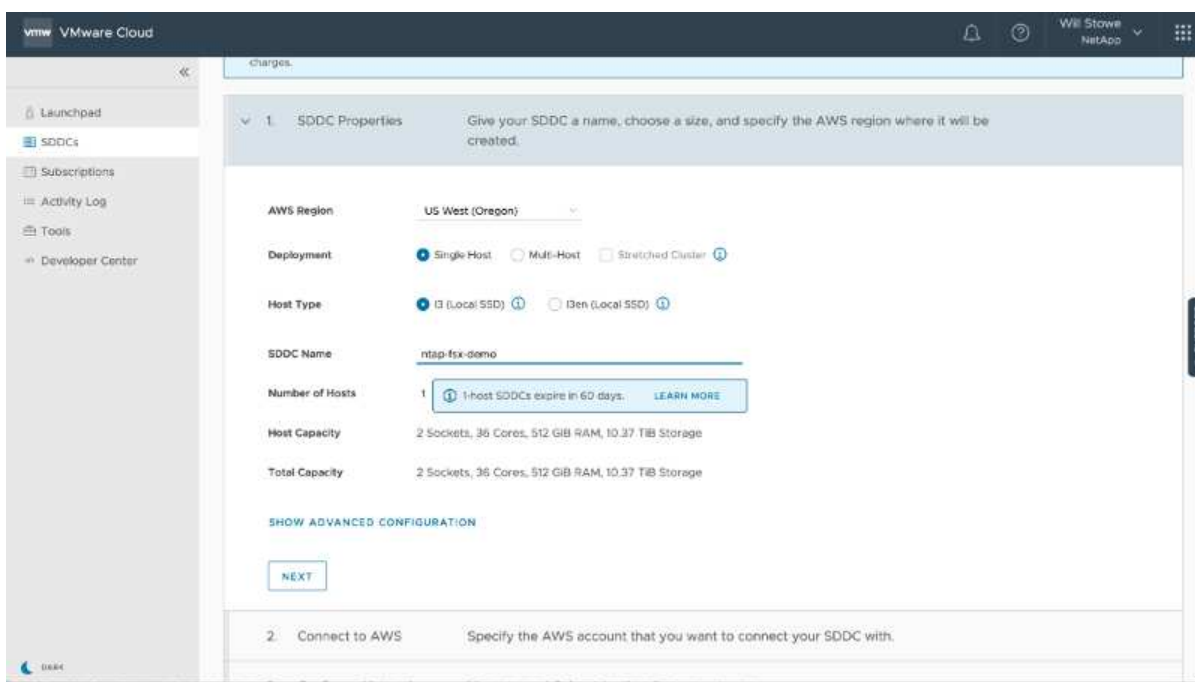 vmw VMware Cloud
Will Stowe
NetApp
charges.
Launchpad
SDDCs
Subscriptions
Activity Log
Tools
Developer Center
DARK
1. SDDC Properties Give your SDDC a name, choose a size, and specify the AWS region where it will be
created.
AWS Region US West (Oregon)
Deployment Single Host Multi-Host Stretched Cluster
Host Type i3 (Local SSD) i3en (Local SSD)
SDDC Name ntap-fsx-demo
Number of Hosts 1 1-host SDDCs expire in 60 days. LEARN MORE
Host Capacity 2 Sockets, 36 Cores, 512 GiB RAM, 10.37 TiB Storage
Total Capacity 2 Sockets, 36 Cores, 512 GiB RAM, 10.37 TiB Storage
SHOW ADVANCED CONFIGURATION
NEXT
2. Connect to AWS Specify the AWS account that you want to connect your SDDC with.